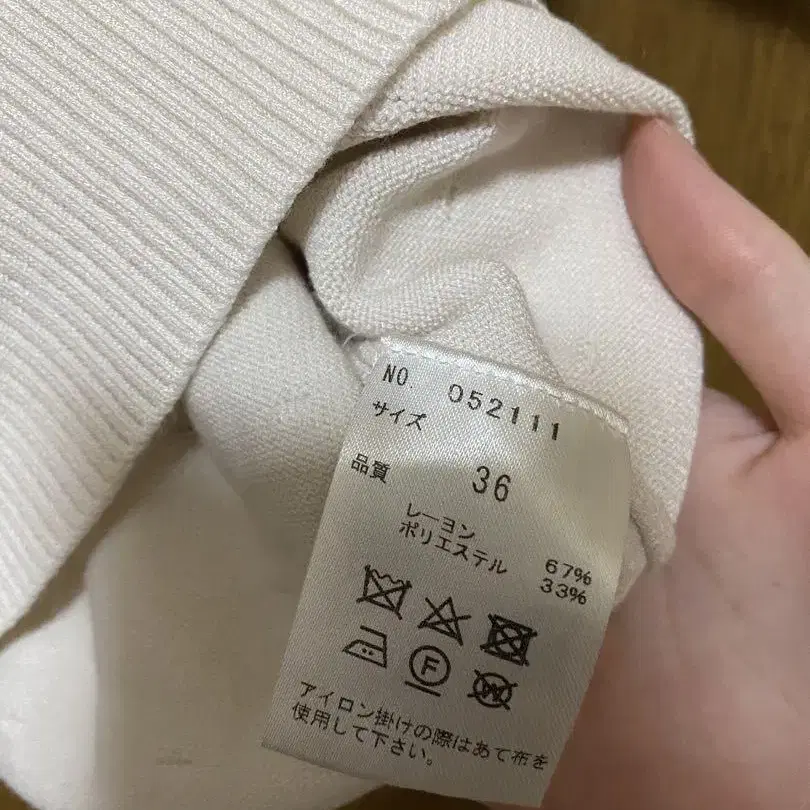 NO. 052111
サイズ
36
品質
レーヨン 67%
ポリエステル 33%
F
W
アイロン掛けの際はあて布を
使用して下さい。